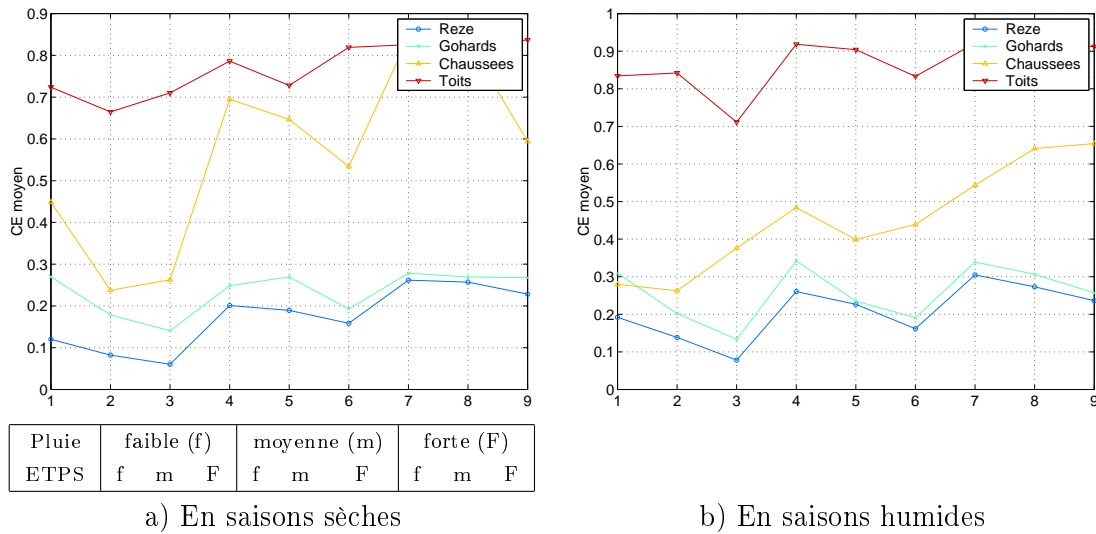 0.9
0.8
0.7
0.6
0.5
0.4
0.3
0.2
0.1
0
CE moyen
1 2 3 4 5 6 7 8 9
Reze
Gohards
Chaussees
Toits
1
0.9
0.8
0.7
0.6
0.5
0.4
0.3
0.2
0.1
0
CE moyen
1 2 3 4 5 6 7 8 9
Reze
Gohards
Chaussees
Toits
Pluie faible (f) moyenne (m) forte (F)
ETPS f m F f m F f m F
a) En saisons sèches
b) En saisons humides